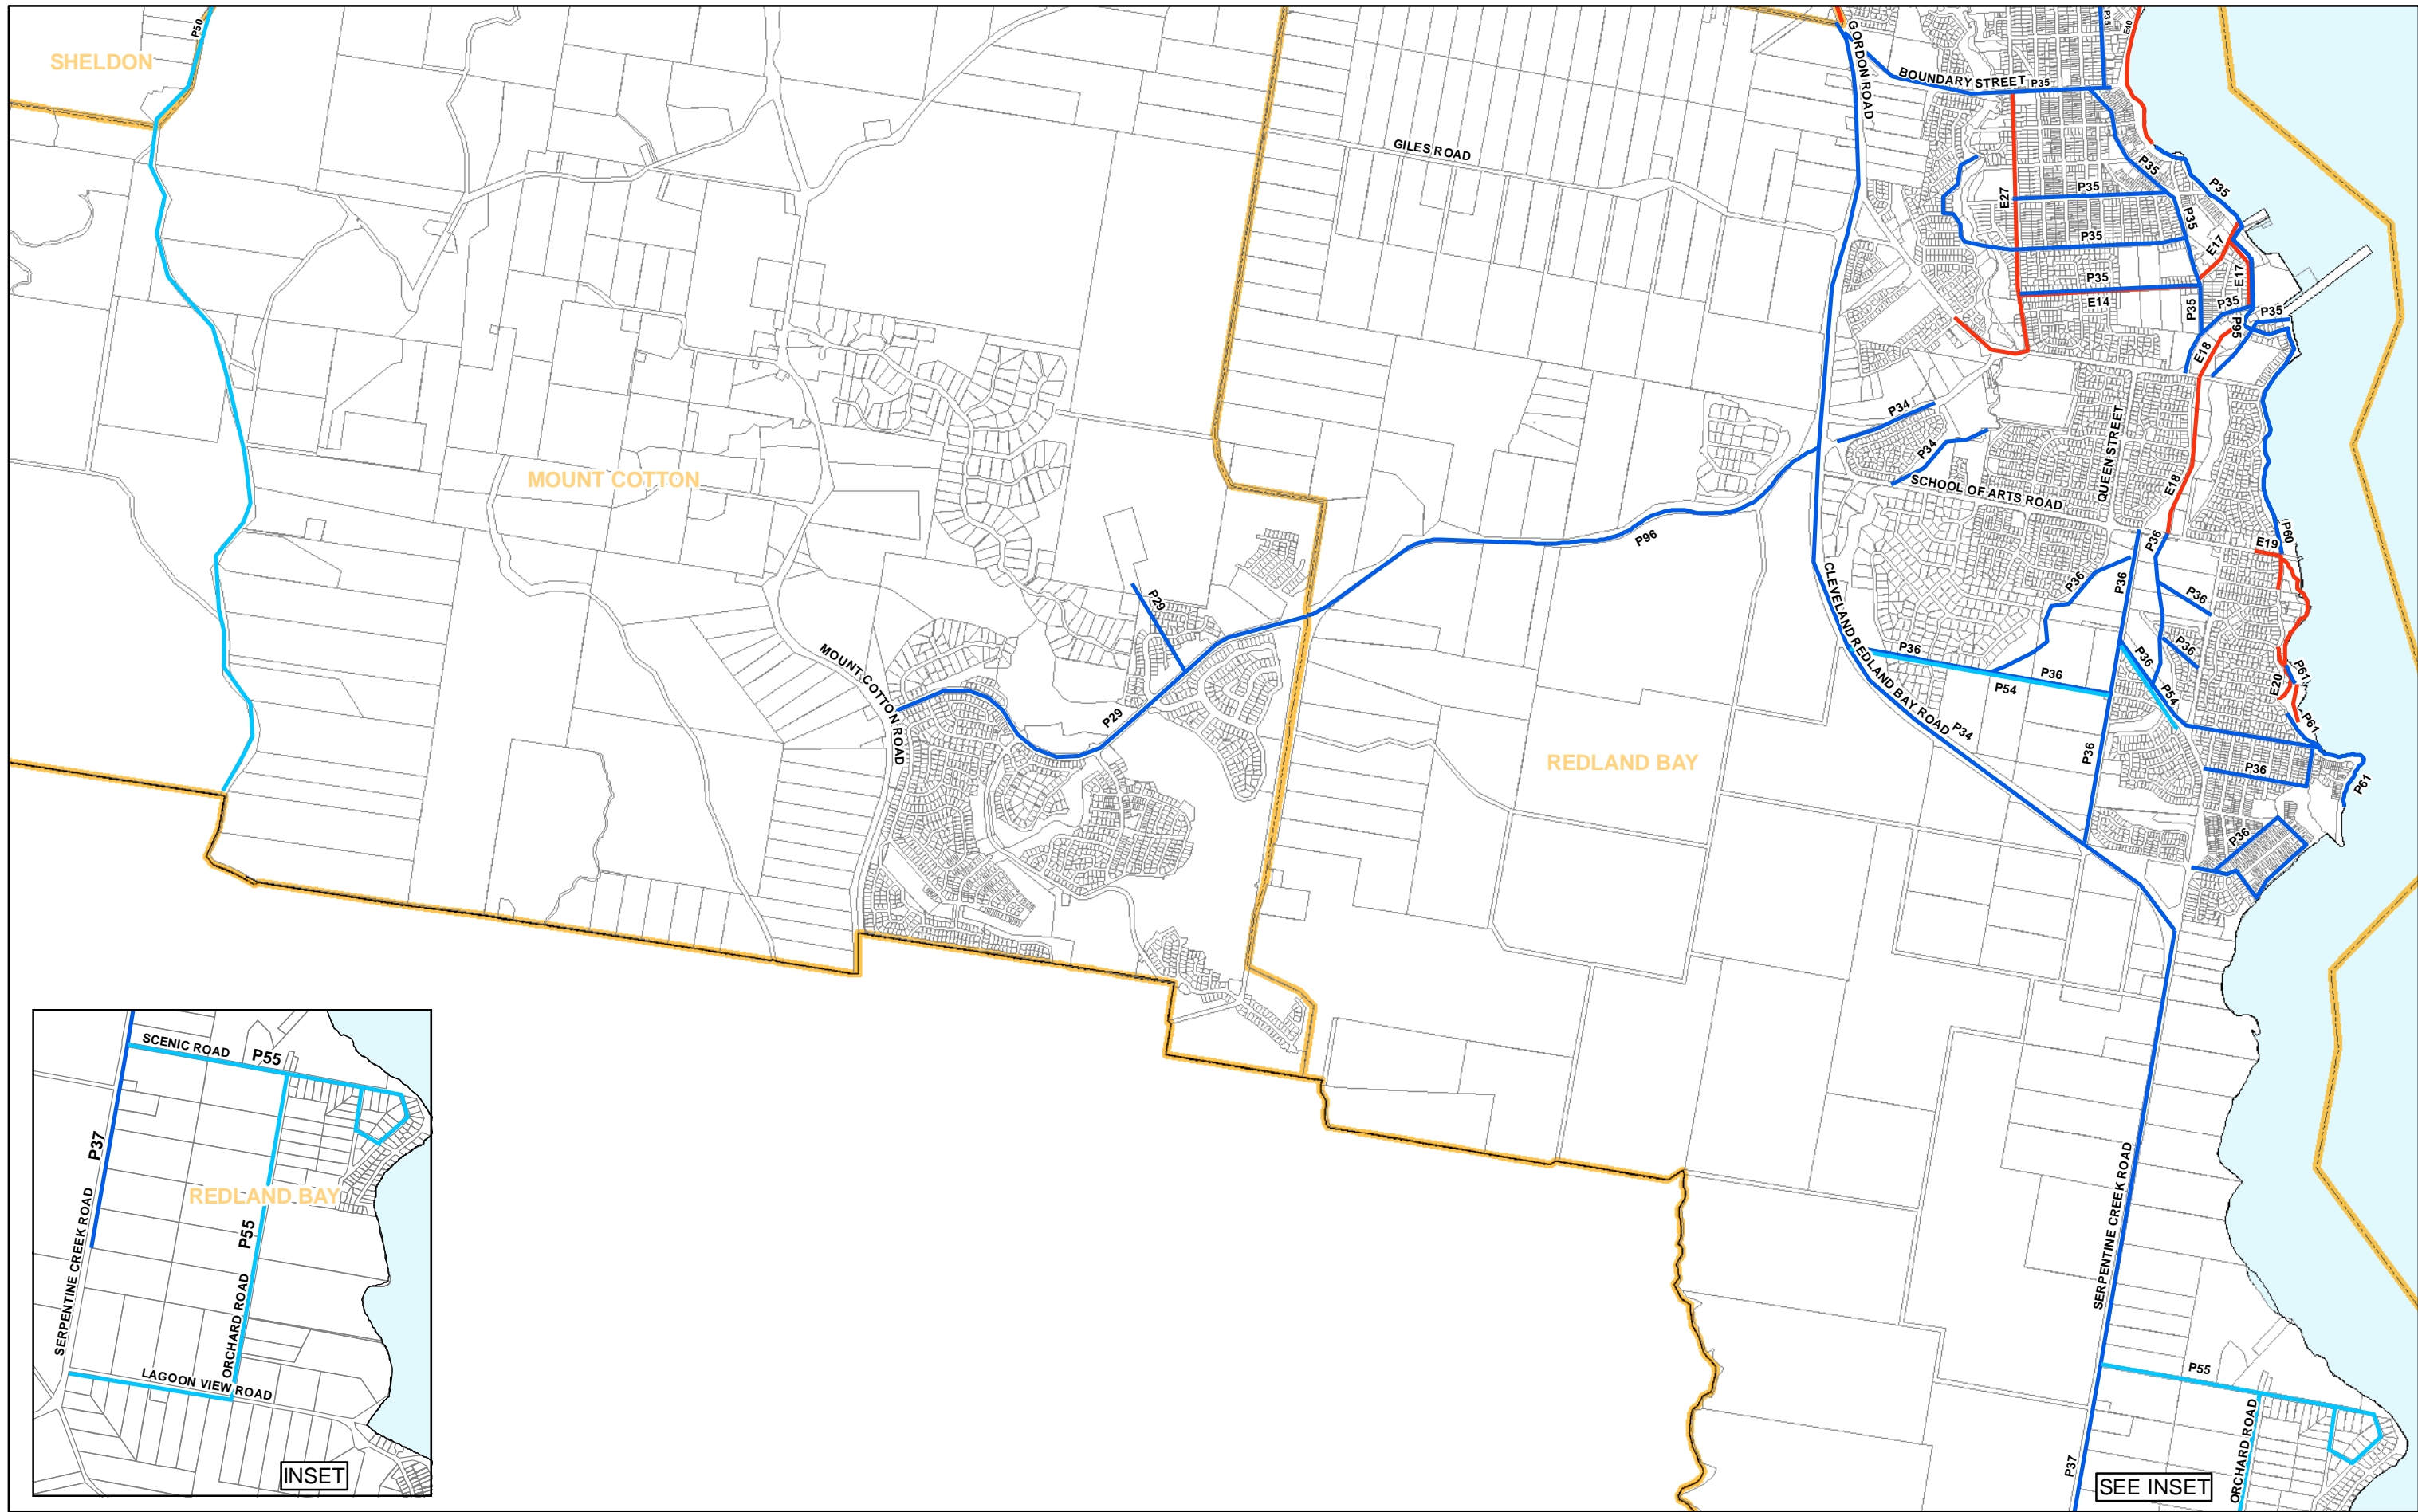 P50
SHELDON
GORDON ROAD
P35
E40
BOUNDARY STREET
P35
GILES ROAD
P35
P35
E27
P35
P35
P35
E17
E17
P35
E14
P35
P35
P35
P95
E18
P34
P34
QUEEN STREET
SCHOOL OF ARTS ROAD
E18
MOUNT COTTON
P96
P36
P60
E19
CLEVELAND REDLAND BAY ROAD
P36
P36
P36
P29
MOUNT COTTON ROAD
P36
P36
P54
P36
P36
P54
P61
E20
P61
P29
P34
REDLAND BAY
P36
P36
P61
P36
SERPENTINE CREEK ROAD
P55
ORCHARD ROAD
P37
SEE INSET
SCENIC ROAD
P55
P37
REDLAND BAY
P55
SERPENTINE CREEK ROAD
ORCHARD ROAD
LAGOON VIEW ROAD
INSET